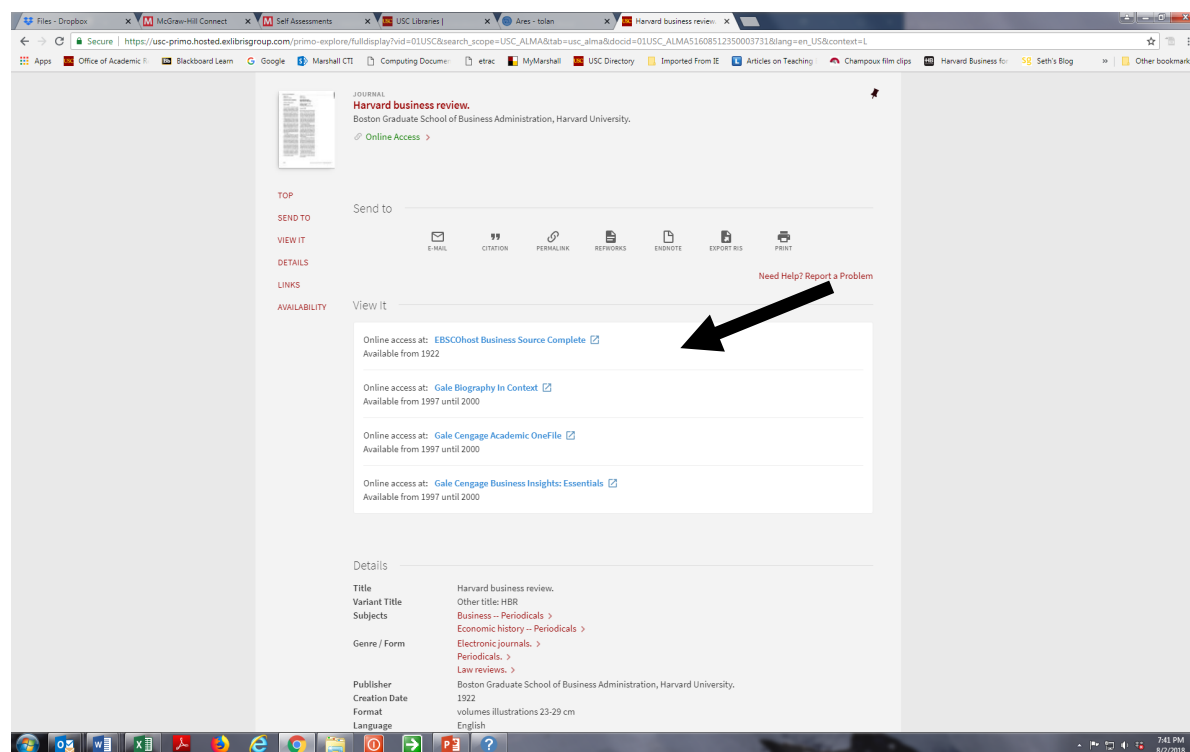 Files - Dropbox
McGraw-Hill Connect
Self Assessments
USC Libraries |
Ares - tolan
Harvard business review.
Secure | https://usc-primo.hosted.exlibrisgroup.com/primo-explore/fulldisplay?vid=01USC&search_scope=USC_ALMA&tab=usc_alma&docid=01USC_ALMA51608512350003731&lang=en_US&context=L
Apps Office of Academic R Blackboard Learn Google Marshall CTI Computing Documen etrac MyMarshall USC Directory Imported From IE Articles on Teaching Champoux film clips Harvard Business for Seth's Blog » Other bookmark
JOURNAL
Harvard business review.
Boston Graduate School of Business Administration, Harvard University.
Online Access >
TOP
SEND TO
VIEW IT
DETAILS
LINKS
AVAILABILITY
Send to
E-MAIL CITATION PERMALINK REFWORKS ENDNOTE EXPORT RIS PRINT
Need Help? Report a Problem
View It
Online access at: EBSCOhost Business Source Complete
Available from 1922
Online access at: Gale Biography In Context
Available from 1997 until 2000
Online access at: Gale Cengage Academic OneFile
Available from 1997 until 2000
Online access at: Gale Cengage Business Insights: Essentials
Available from 1997 until 2000
Details
Title Harvard business review.
Variant Title Other title: HBR
Subjects Business -- Periodicals >
Economic history -- Periodicals >
Genre / Form Electronic journals. >
Periodicals. >
Law reviews. >
Publisher Boston Graduate School of Business Administration, Harvard University.
Creation Date 1922
Format volumes illustrations 23-29 cm
Language English
7:41 PM
8/2/2018